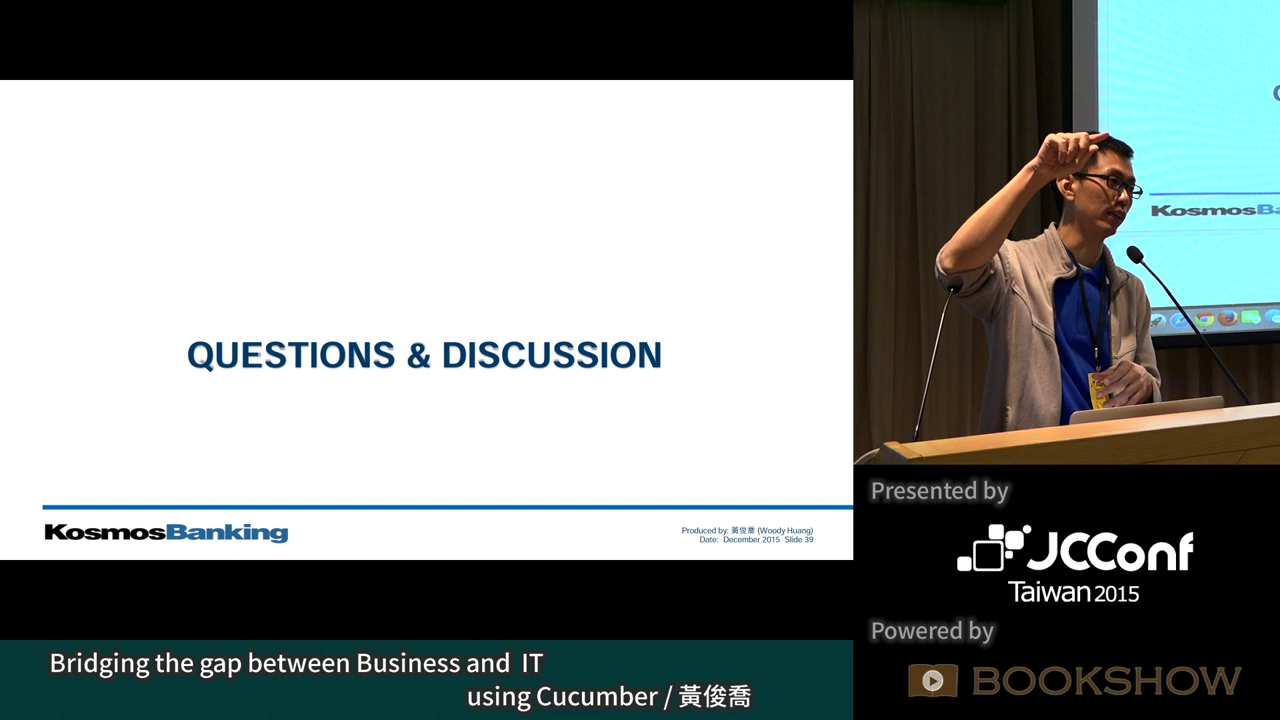 QUESTIONS & DISCUSSION
KosmosBanking
Produced by: 黃俊喬 (Woody Huang)
Date: December 2015 Slide 39
KosmosBa
Presented by
JCConf
Taiwan 2015
Powered by
BOOKSHOW
Bridging the gap between Business and IT
using Cucumber / 黃俊喬